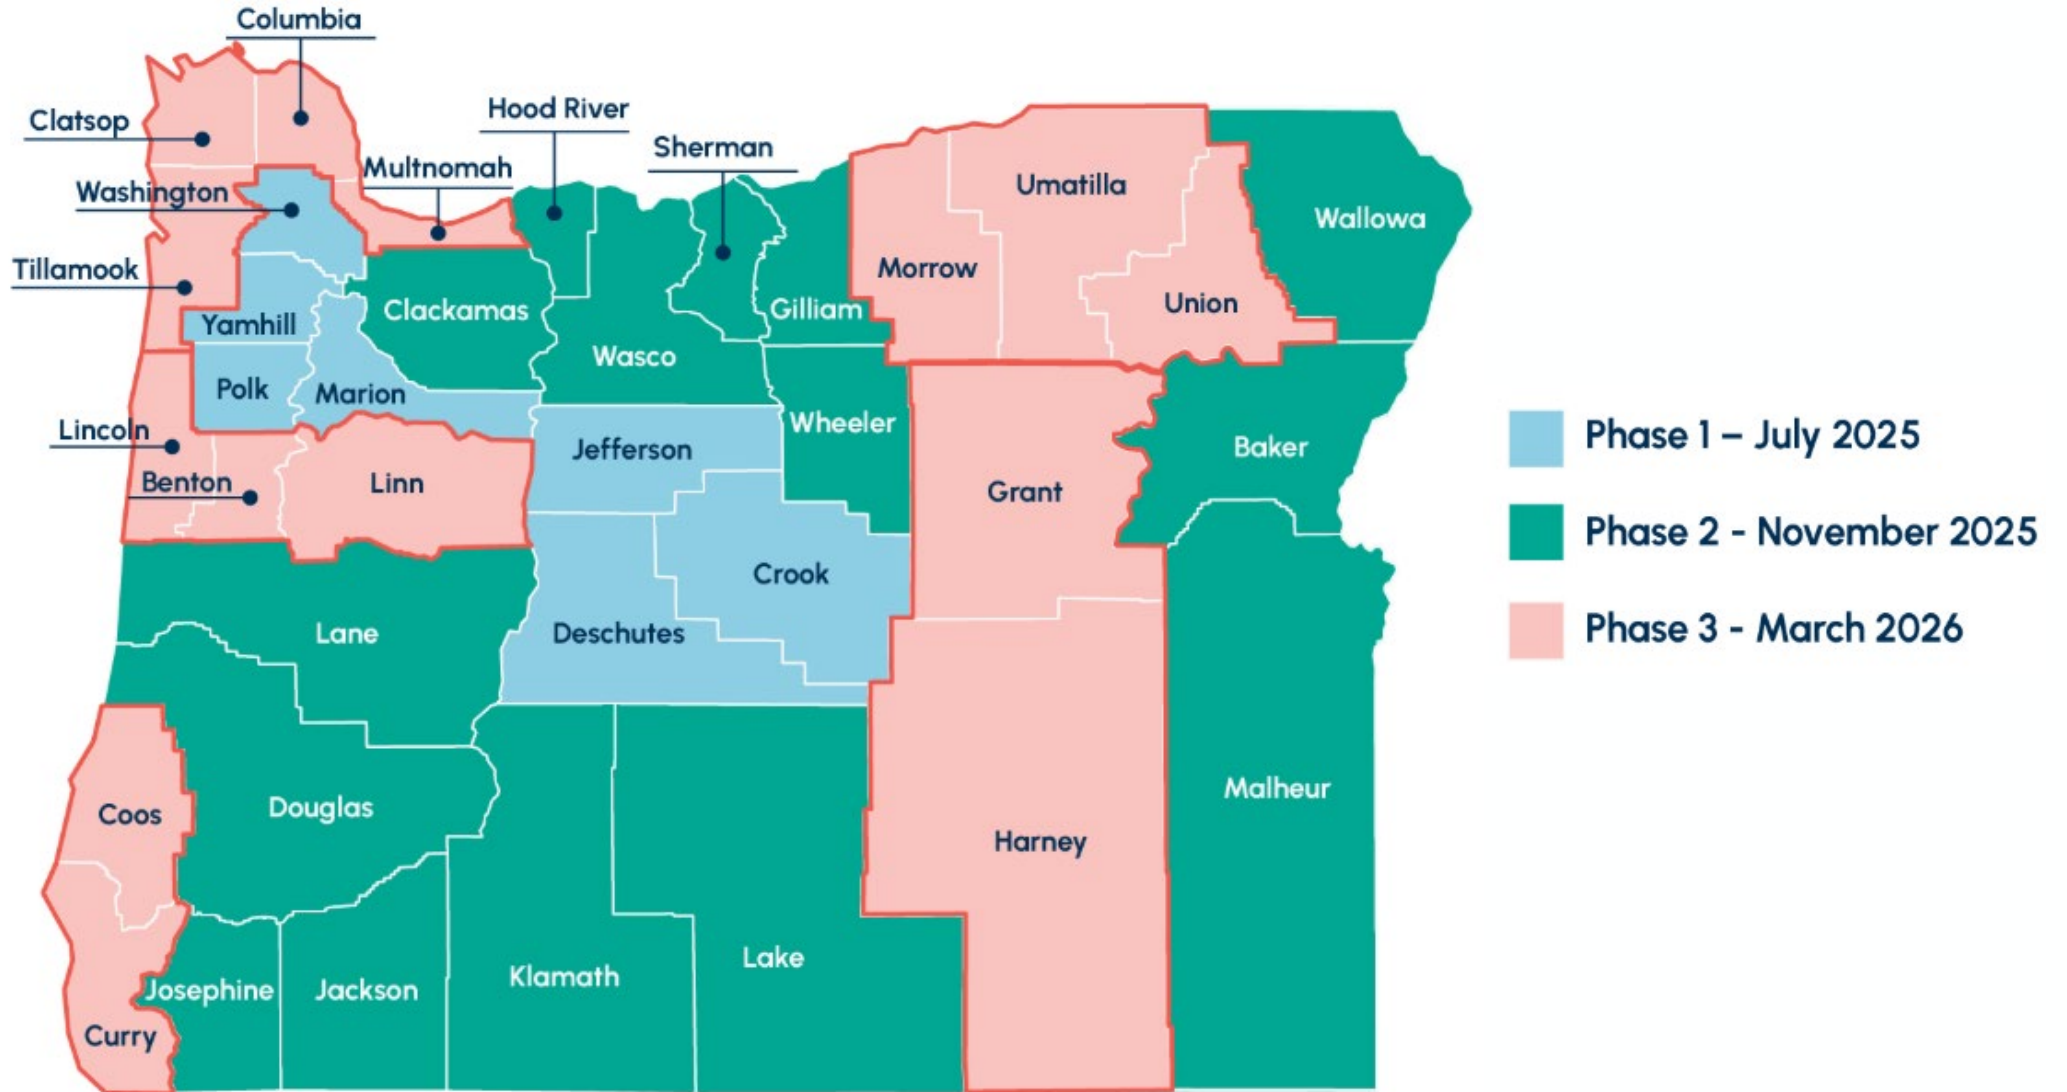 Columbia
Hood River
Clatsop
Sherman
Multnomah
Umatilla
Washington
Wallowa
Tillamook
Morrow
Union
Gilliam
Clackamas
Yamhill
Wasco
Polk
Marion
Wheeler
Lincoln
Jefferson
Baker
Benton
Linn
Grant
Crook
Lane
Deschutes
Malheur
Coos
Douglas
Harney
Lake
Klamath
Josephine
Jackson
Curry
Phase 1 – July 2025
Phase 2 - November 2025
Phase 3 - March 2026